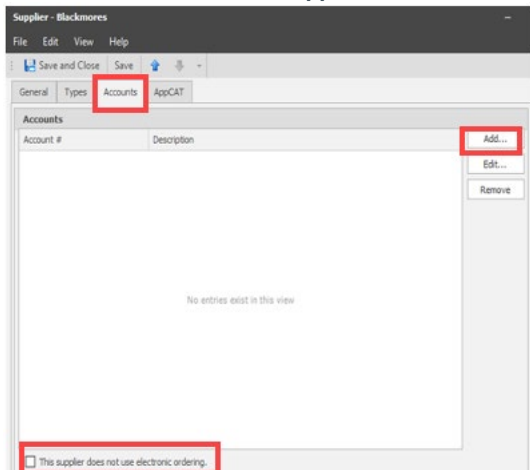 Supplier - Blackmores
File Edit View Help
Save and Close Save
General Types Accounts AppCAT
Accounts
Account # Description
Add...
Edit...
Remove
No entries exist in this view
This supplier does not use electronic ordering.